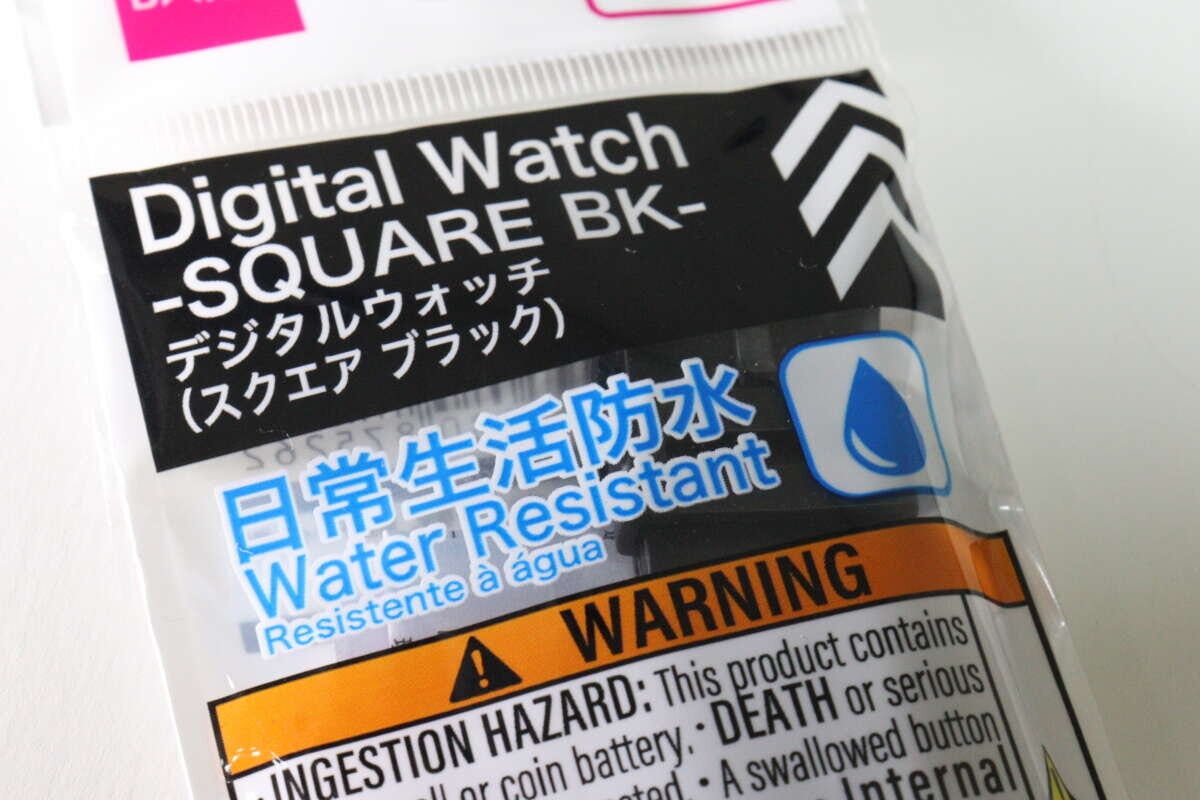 Digital Watch
-SQUARE BK-
デジタルウォッチ
(スクエア ブラック)
日常生活防水
Water Resistant
Resistente à água
WARNING
· INGESTION HAZARD: This product contains
or coin battery. · DEATH or serious
· A swallowed button
Internal